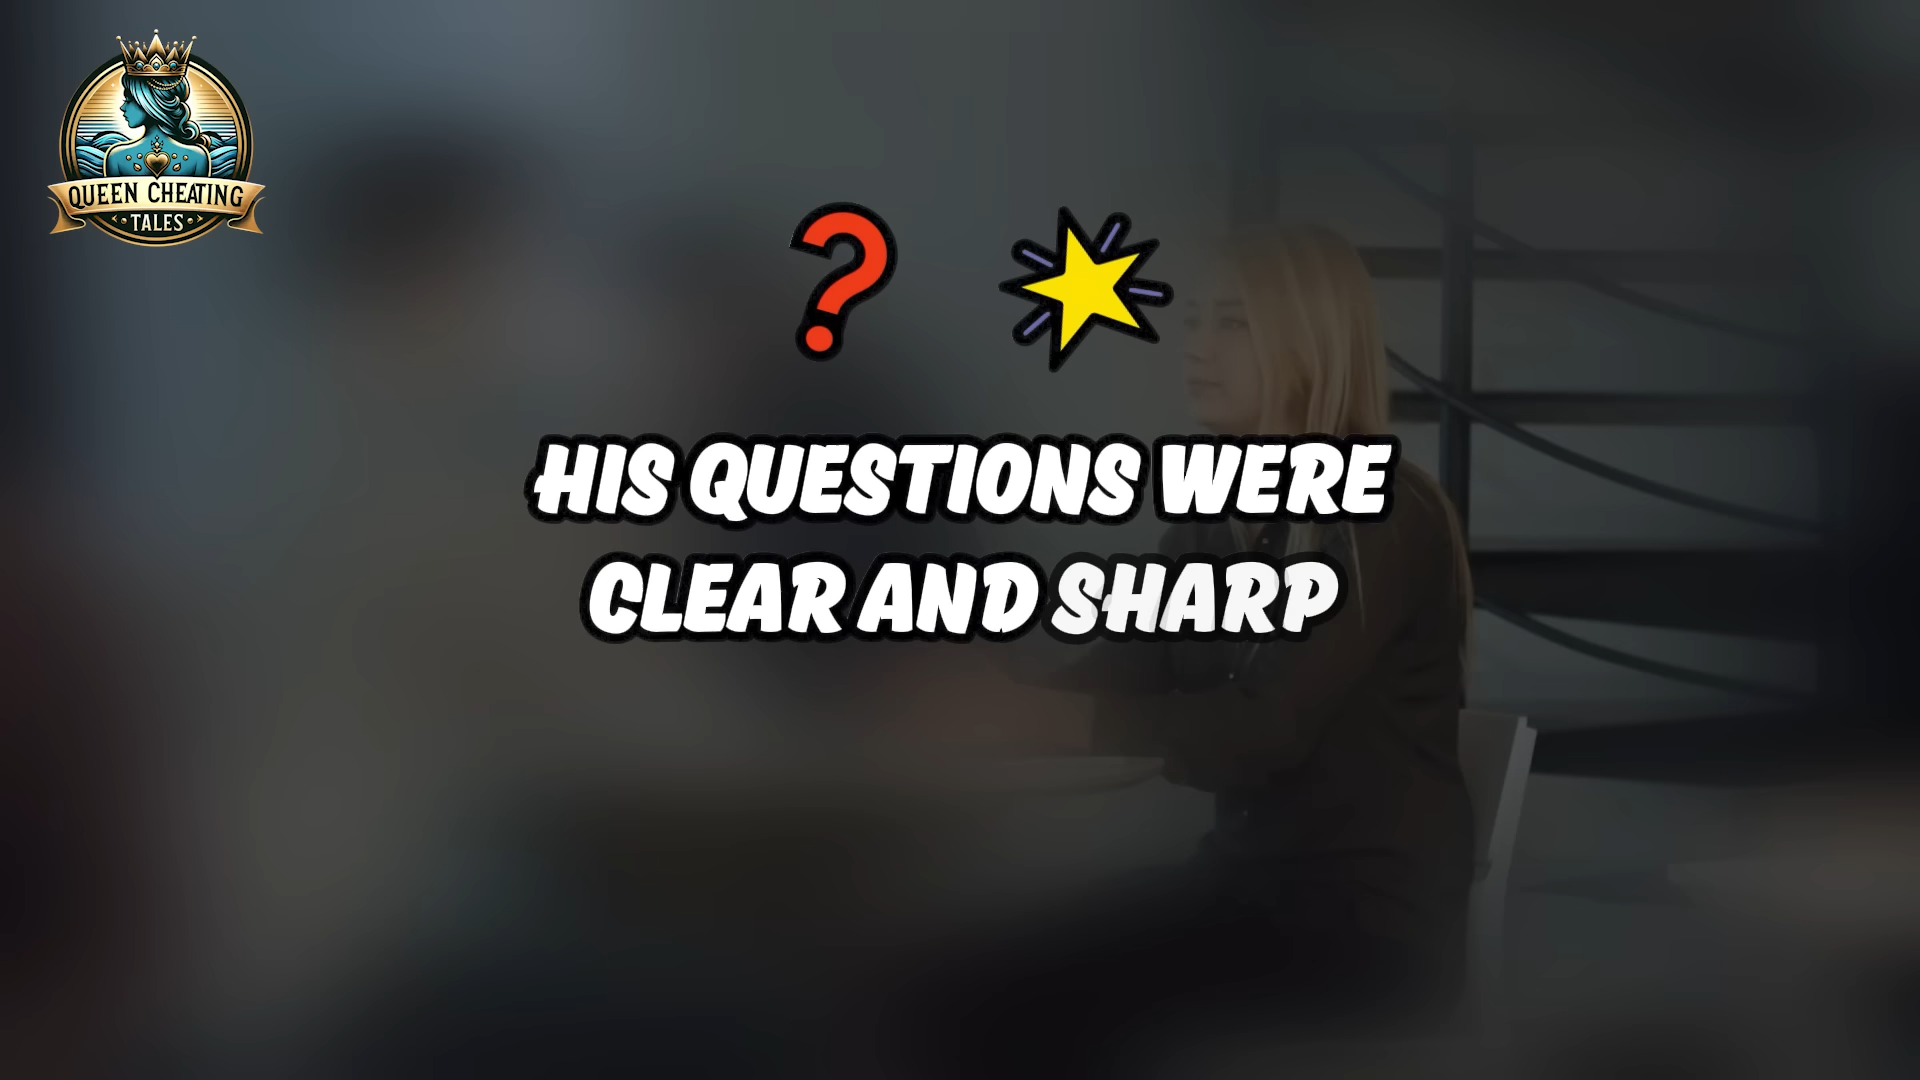 QUEEN CHEATING
TALES
HIS QUESTIONS WERE
CLEAR AND SHARP